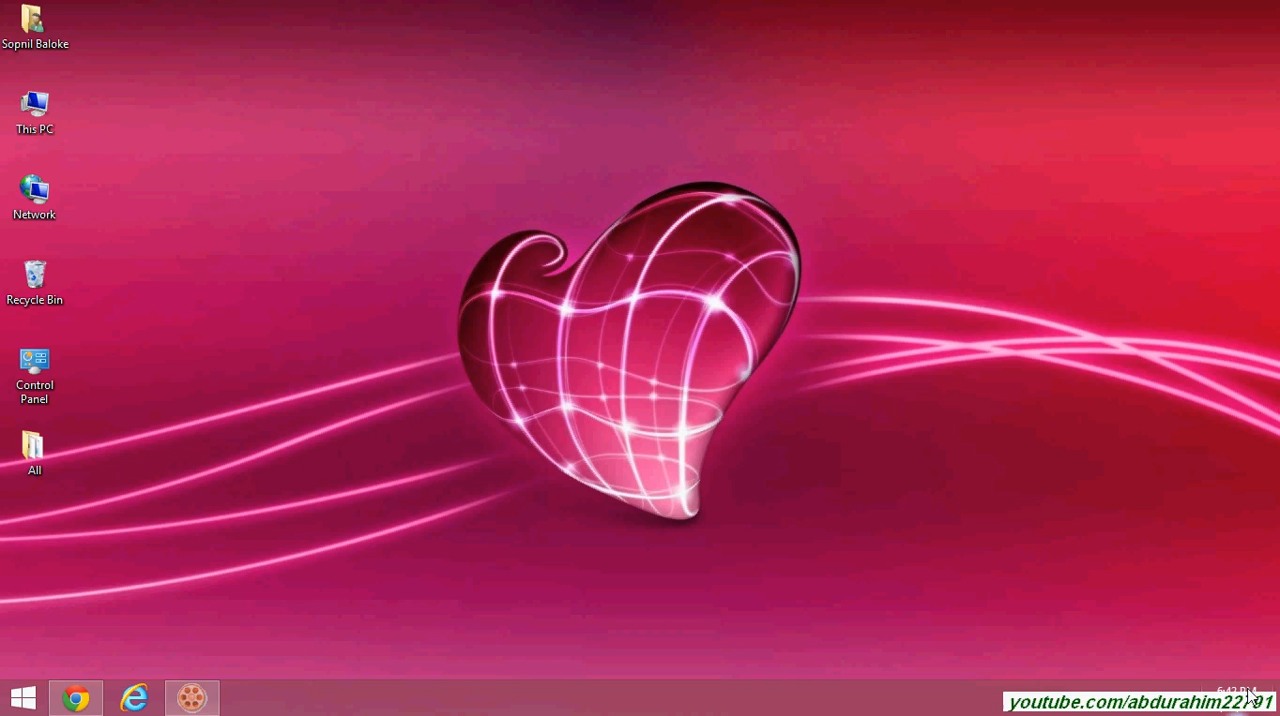 Sopnil Baloke
This PC
Network
Recycle Bin
Control
Panel
All